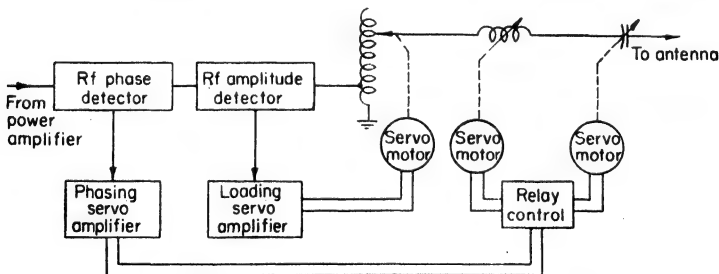 Rf phase
detector
Rf amplitude
detector
To antenna
From
power
amplifier
Servo
motor
Servo
motor
Servo
motor
Phasing
servo
amplifier
Loading
servo
amplifier
Relay
control